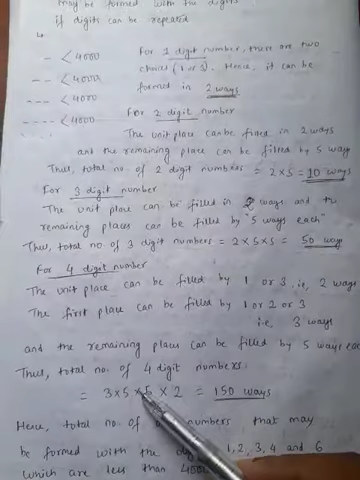 may be formed with the digits
if digits can be repeated
- < 4000 For 1 digit number, there are two
choices (1 or 3). Hence, it can be
-- < 4000 formed in 2 ways
--- < 4000
---- < 4000 For 2 digit number
The unit place can be filled in 2 ways
and the remaining place can be filled by 5 ways
Thus, total no. of 2 digit numbers = 2×5 = 10 ways
For 3 digit number
The unit place can be filled in 2 ways and the
remaining places can be filled by "5 ways each"
Thus, total no. of 3 digit numbers = 2×5×5 = 50 ways
For 4 digit number
The unit place can be filled by 1 or 3 i.e, 2 ways
The first place can be filled by 1 or 2 or 3
i.e, 3 ways
and the remaining places can be filled by 5 ways
Thus, total no. of 4 digit numbers.
= 3×5×5×2 = 150 ways
Hence, total no. of numbers that may
be formed with the 1, 2, 3, 4 and 6
which are less than